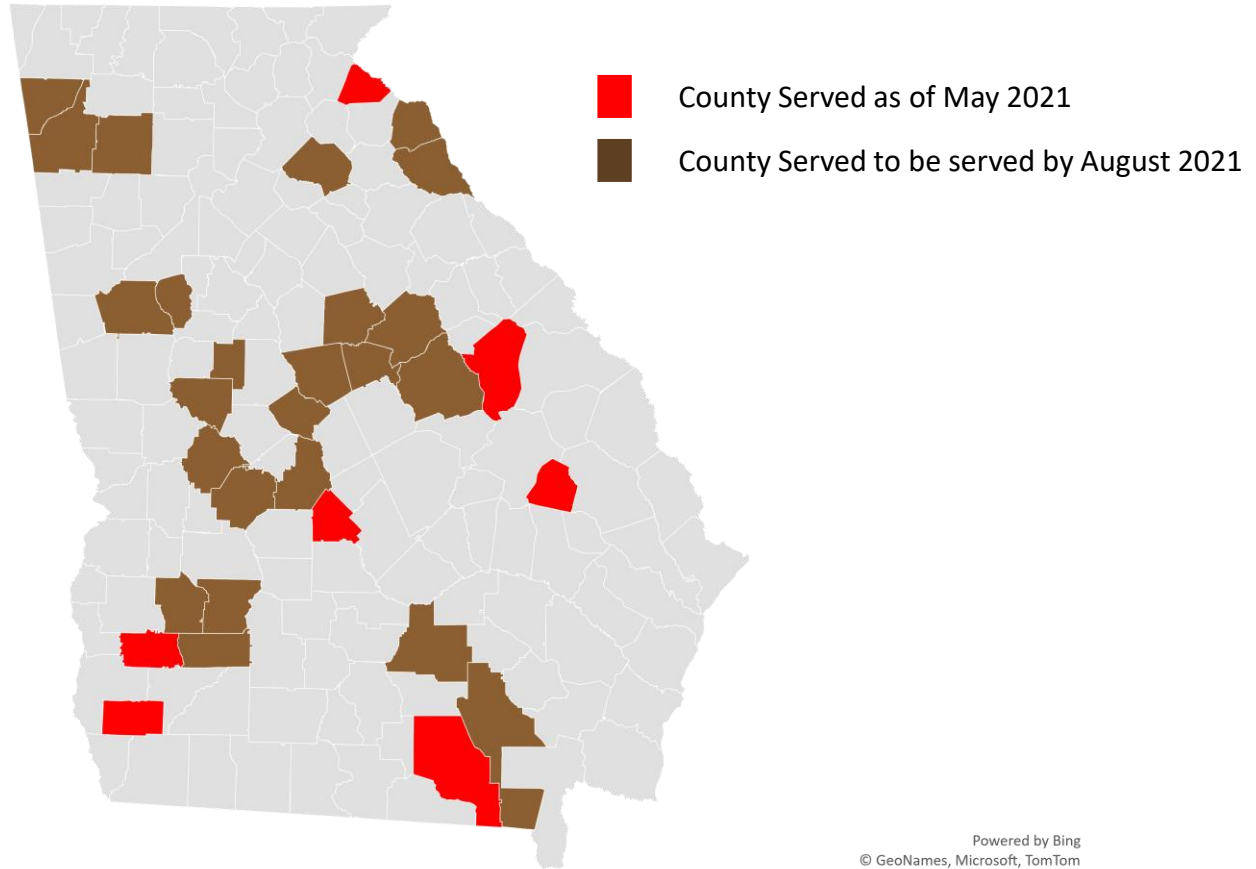 County Served as of May 2021
County Served to be served by August 2021
Powered by Bing
© GeoNames, Microsoft, TomTom